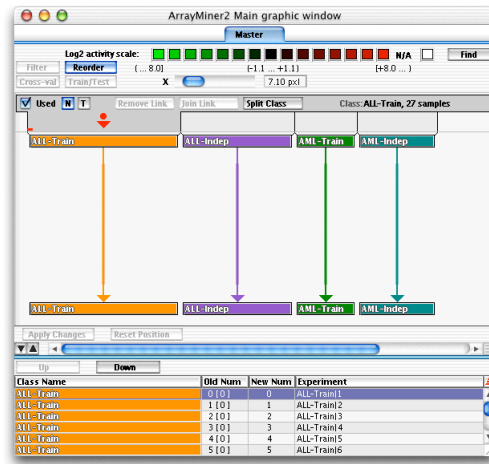 ArrayMiner2 Main graphic window
Master
Log2 activity scale: N/A Find
Filter Reorder (... 8.0] (-1.1 ... +1.1) [+8.0 ... )
Cross-val Train/Test X 7.10 pxl
Used N T Remove Link Join Link Split Class Class:ALL-Train, 27 samples
ALL-Train ALL-Indep AML-Train AML-Indep
ALL-Train ALL-Indep AML-Train AML-Indep
Apply Changes Reset Position
Up Down
Class Name Old Num New Num Experiment
ALL-Train 0 [0] 0 ALL-Train|1
ALL-Train 1 [0] 1 ALL-Train|2
ALL-Train 2 [0] 2 ALL-Train|3
ALL-Train 3 [0] 3 ALL-Train|4
ALL-Train 4 [0] 4 ALL-Train|5
ALL-Train 5 [0] 5 ALL-Train|6